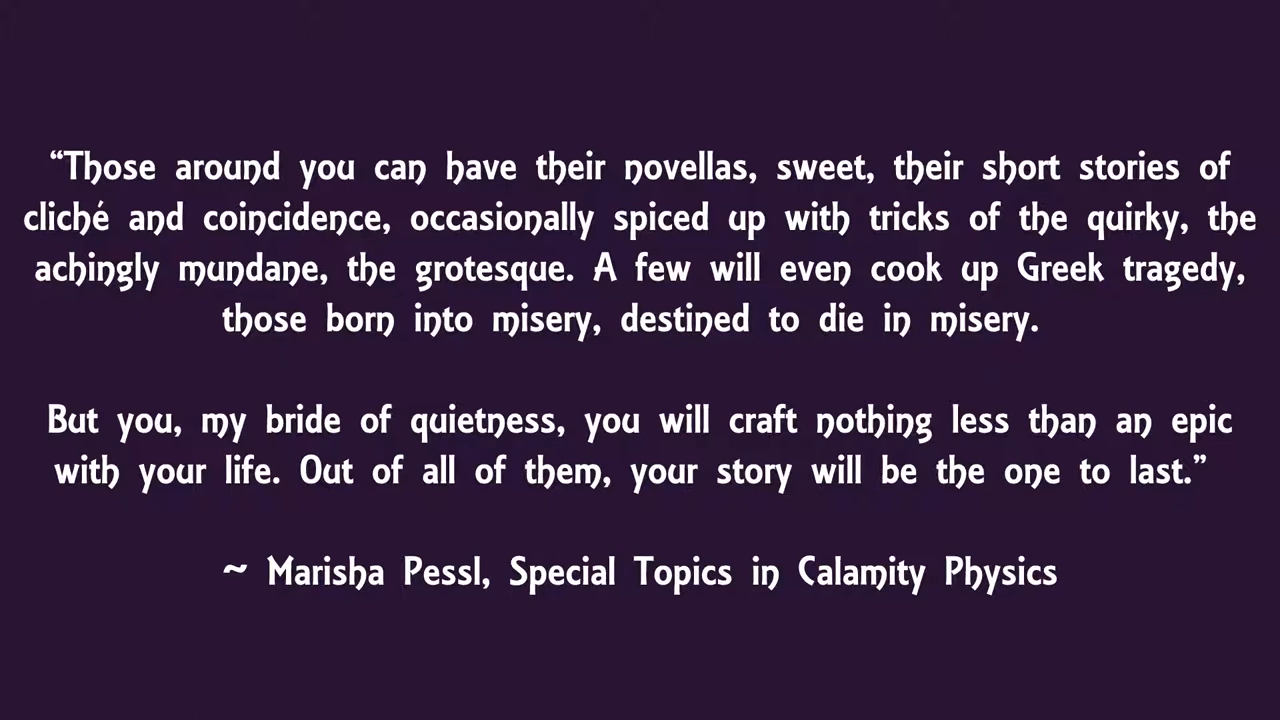 “Those around you can have their novellas, sweet, their short stories of
cliché and coincidence, occasionally spiced up with tricks of the quirky, the
achingly mundane, the grotesque. A few will even cook up Greek tragedy,
those born into misery, destined to die in misery.
But you, my bride of quietness, you will craft nothing less than an epic
with your life. Out of all of them, your story will be the one to last.”
~ Marisha Pessl, Special Topics in Calamity Physics